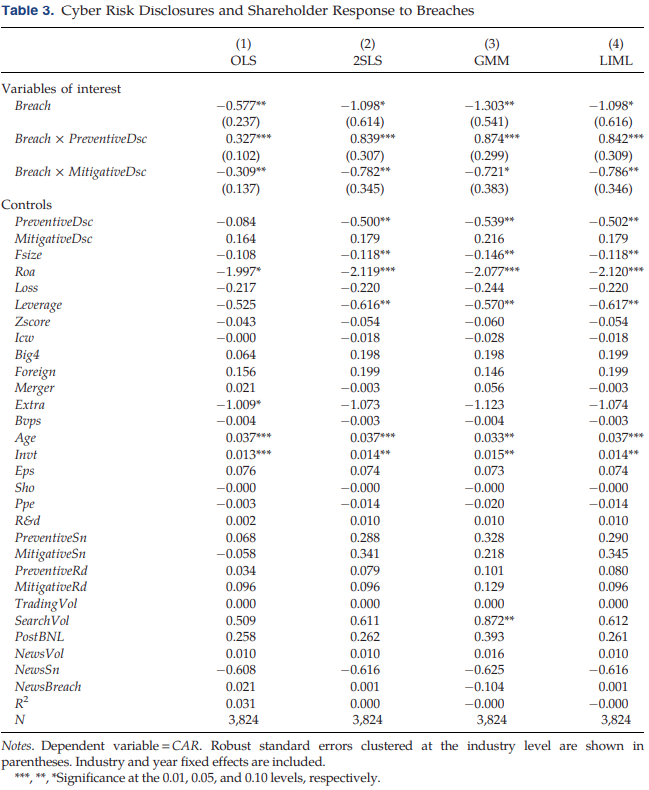 Table 3. Cyber Risk Disclosures and Shareholder Response to Breaches
(1) (2) (3) (4)
OLS 2SLS GMM LIML
Variables of interest
Breach −0.577** −1.098* −1.303** −1.098*
(0.237) (0.614) (0.541) (0.616)
Breach × PreventiveDsc 0.327*** 0.839*** 0.874*** 0.842***
(0.102) (0.307) (0.299) (0.309)
Breach × MitigativeDsc −0.309** −0.782** −0.721* −0.786**
(0.137) (0.345) (0.383) (0.346)
Controls
PreventiveDsc −0.084 −0.500** −0.539** −0.502**
MitigativeDsc 0.164 0.179 0.216 0.179
Fsize −0.108 −0.118** −0.146** −0.118**
Roa −1.997* −2.119*** −2.077*** −2.120***
Loss −0.217 −0.220 −0.244 −0.220
Leverage −0.525 −0.616** −0.570** −0.617**
Zscore −0.043 −0.054 −0.060 −0.054
Icw −0.000 −0.018 −0.028 −0.018
Big4 0.064 0.198 0.198 0.199
Foreign 0.156 0.199 0.146 0.199
Merger 0.021 −0.003 0.056 −0.003
Extra −1.009* −1.073 −1.123 −1.074
Bvps −0.004 −0.003 −0.004 −0.003
Age 0.037*** 0.037*** 0.033** 0.037***
Invt 0.013*** 0.014** 0.015** 0.014**
Eps 0.076 0.074 0.073 0.074
Sho −0.000 −0.000 −0.000 −0.000
Ppe −0.003 −0.014 −0.020 −0.014
R&d 0.002 0.010 0.010 0.010
PreventiveSn 0.068 0.288 0.328 0.290
MitigativeSn −0.058 0.341 0.218 0.345
PreventiveRd 0.034 0.079 0.101 0.080
MitigativeRd 0.096 0.096 0.129 0.096
TradingVol 0.000 0.000 0.000 0.000
SearchVol 0.509 0.611 0.872** 0.612
PostBNL 0.258 0.262 0.393 0.261
NewsVol 0.010 0.010 0.016 0.010
NewsSn −0.608 −0.616 −0.625 −0.616
NewsBreach 0.021 0.001 −0.104 0.001
R² 0.031 0.000 −0.000 −0.000
N 3,824 3,824 3,824 3,824
Notes. Dependent variable = CAR. Robust standard errors clustered at the industry level are shown in
parentheses. Industry and year fixed effects are included.
***, **, *Significance at the 0.01, 0.05, and 0.10 levels, respectively.